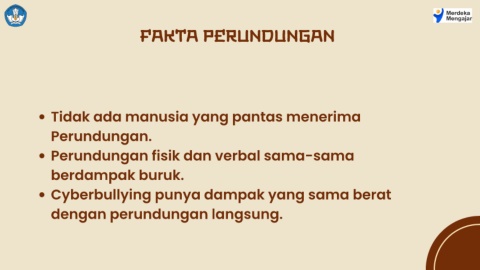 Merdeka
Mengajar
FAKTA PERUNDUNGAN
• Tidak ada manusia yang pantas menerima
Perundungan.
• Perundungan fisik dan verbal sama-sama
berdampak buruk.
• Cyberbullying punya dampak yang sama berat
dengan perundungan langsung.